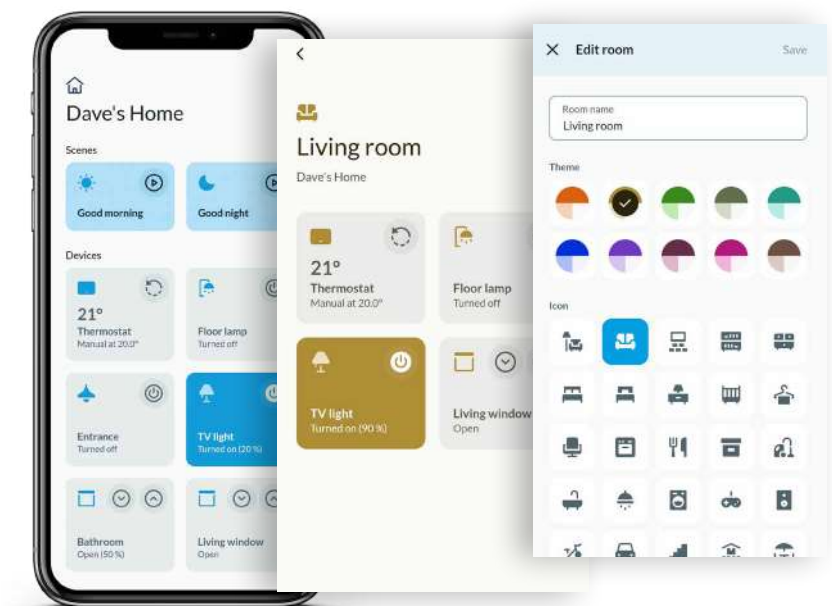 Dave's Home
Scenes
Good morning
Good night
Devices
21°
Thermostat
Manual at 20.0°
Floor lamp
Turned off
Entrance
Turned off
TV light
Turned on (20 %)
Bathroom
Open (50 %)
Living window
Open
Living room
Dave's Home
21°
Thermostat
Manual at 20.0°
Floor lamp
Turned off
TV light
Turned on (90 %)
Living window
Open
Edit room
Save
Room name
Living room
Theme
Icon
M